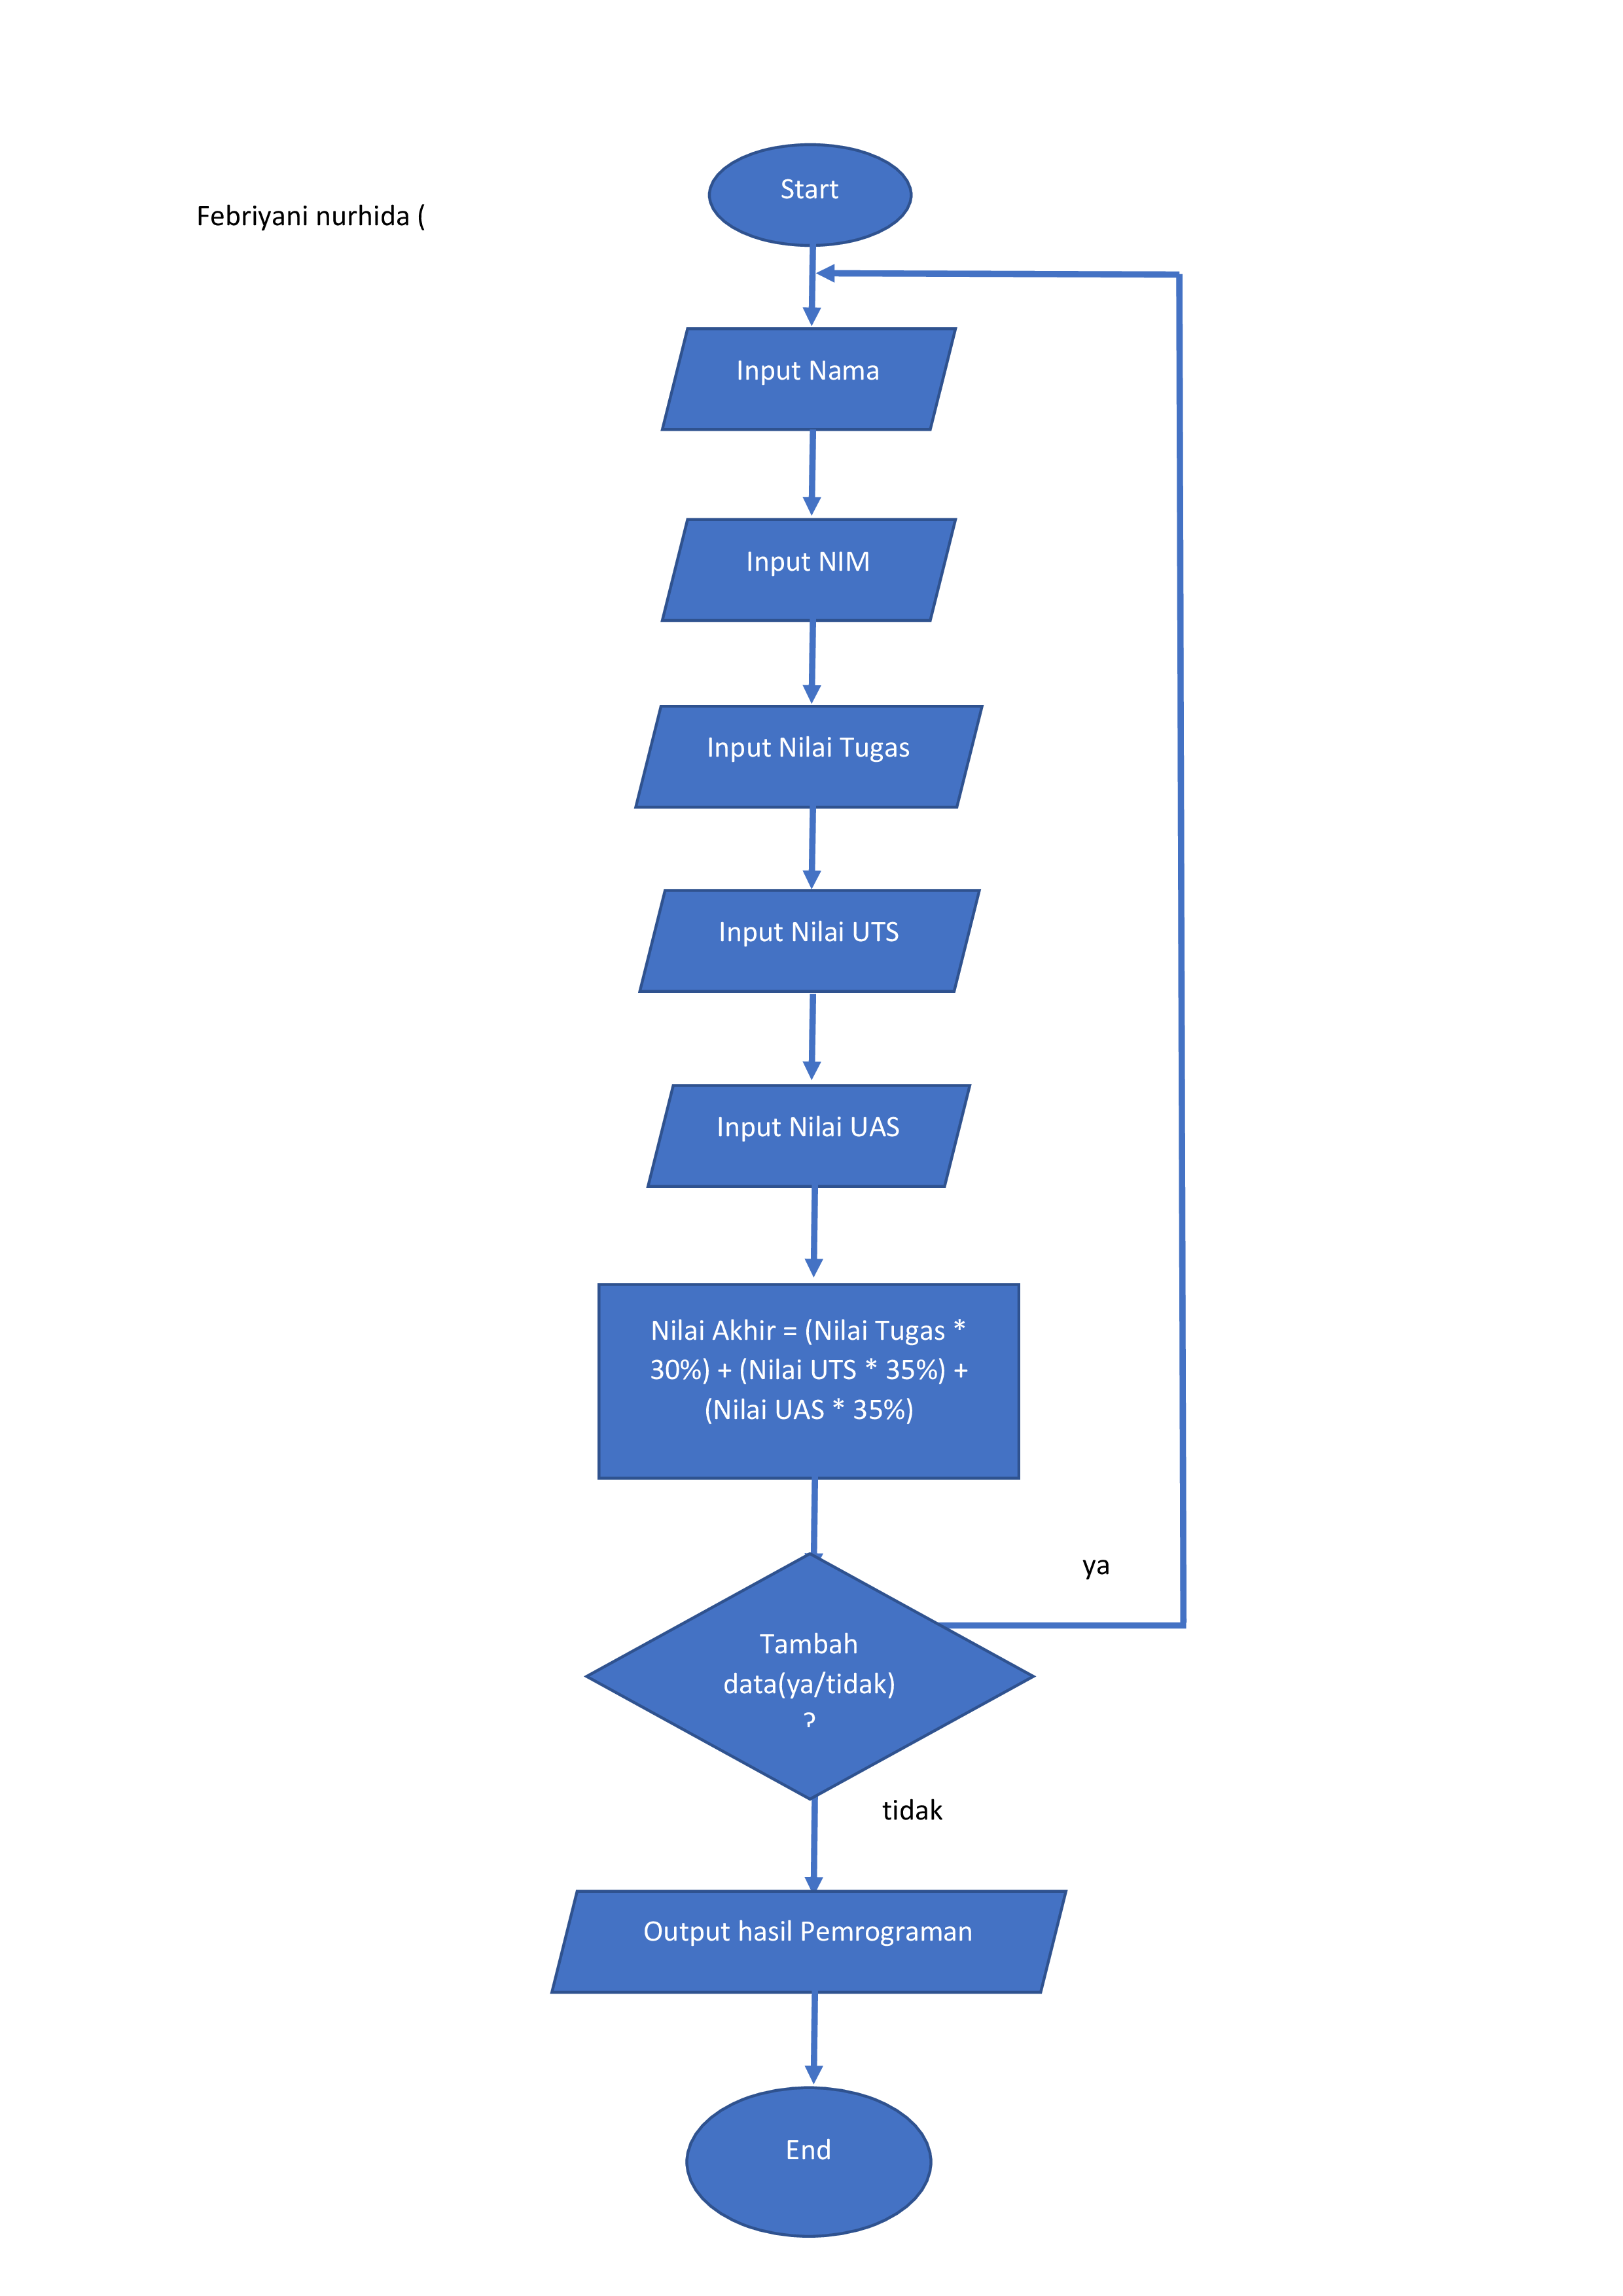 Start
Febriyani nurhida (
Input Nama
Input NIM
Input Nilai Tugas
Input Nilai UTS
Input Nilai UAS
Nilai Akhir = (Nilai Tugas *
30%) + (Nilai UTS * 35%) +
(Nilai UAS * 35%)
ya
Tambah
data(ya/tidak)
?
tidak
Output hasil Pemrograman
End